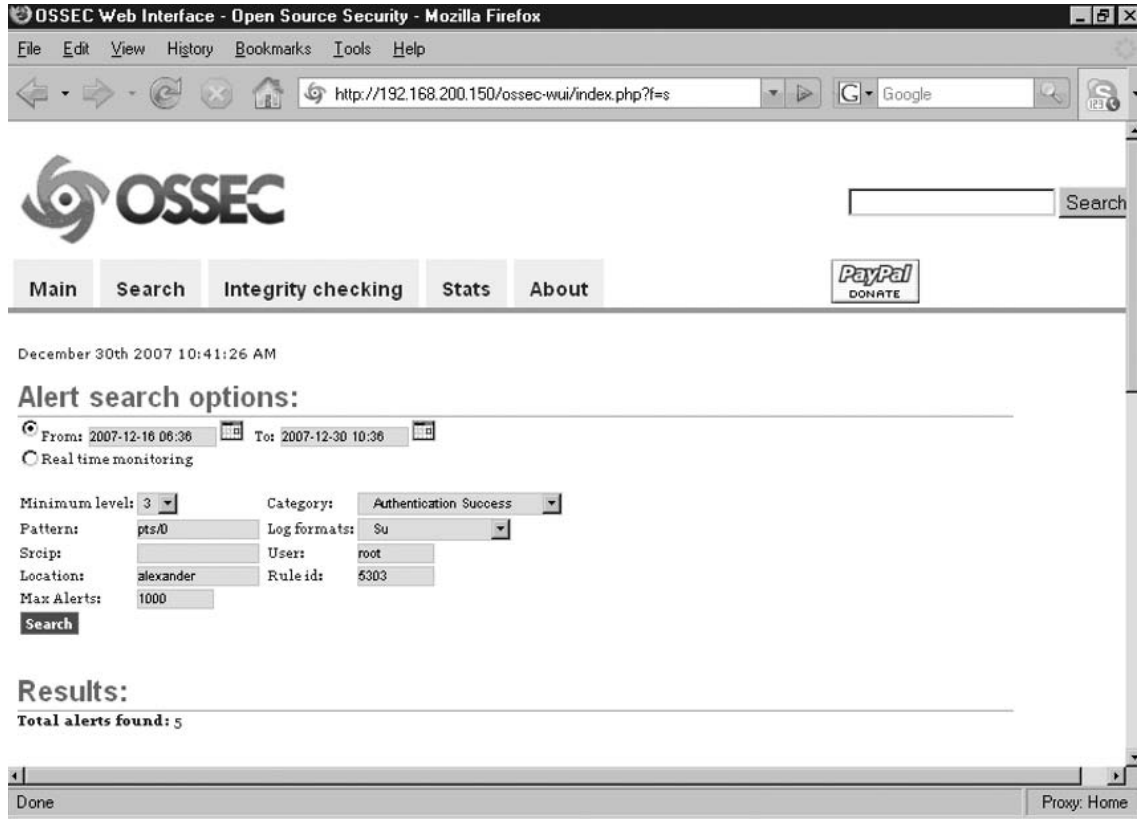 OSSEC Web Interface - Open Source Security - Mozilla Firefox
File Edit View History Bookmarks Tools Help
http://192.168.200.150/ossec-wui/index.php?f=s
G Google
123
OSSEC
Search
Main Search Integrity checking Stats About
PayPal
DONATE
December 30th 2007 10:41:26 AM
Alert search options:
From: 2007-12-16 06:36 To: 2007-12-30 10:36
Real time monitoring
Minimum level: 3 Category: Authentication Success
Pattern: pts/0 Log formats: Su
Srcip: User: root
Location: alexander Rule id: 5303
Max Alerts: 1000
Search
Results:
Total alerts found: 5
Done Proxy: Home